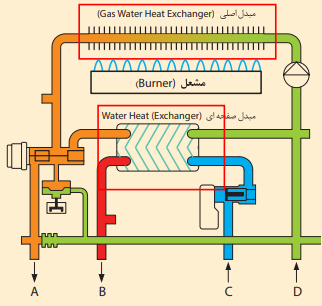 مبدل اصلی (Gas Water Heat Exchanger)
مشعل (Burner)
مبدل صفحه ای (Water Heat (Exchanger
A B C D